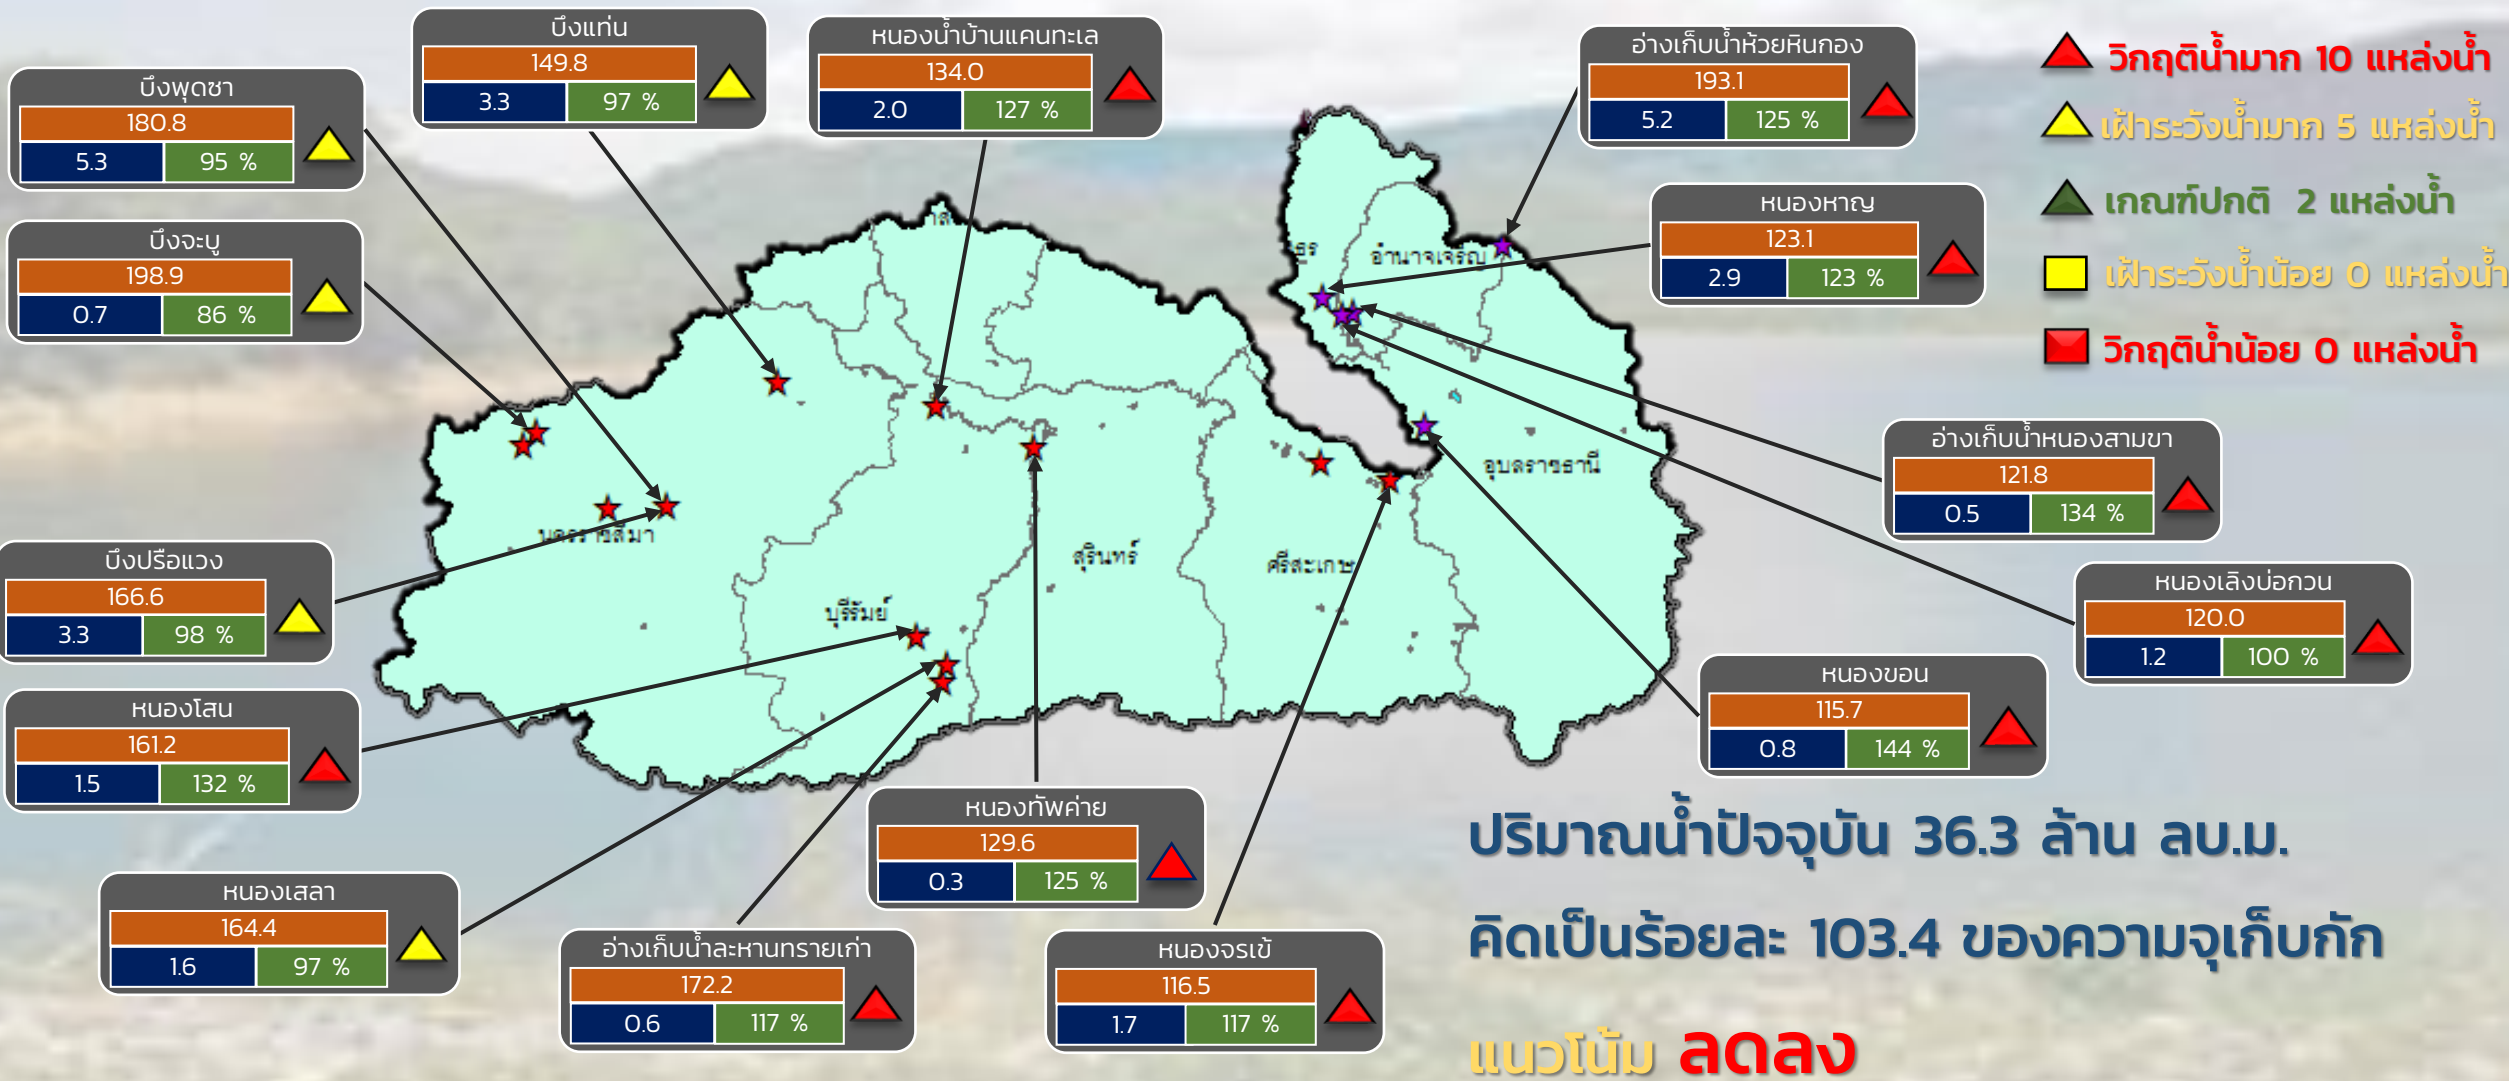 บึงแท่น
149.8
3.3 97 %
หนองน้ำบ้านแคนทะเล
134.0
2.0 127 %
อ่างเก็บน้ำห้วยหินกอง
193.1
5.2 125 %
วิกฤติน้ำมาก 10 แหล่งน้ำ
เฝ้าระวังน้ำมาก 5 แหล่งน้ำ
เกณฑ์ปกติ 2 แหล่งน้ำ
เฝ้าระวังน้ำน้อย 0 แหล่งน้ำ
วิกฤติน้ำน้อย 0 แหล่งน้ำ
บึงพุดซา
180.8
5.3 95 %
บึงจะบู
198.9
0.7 86 %
หนองหาญ
123.1
2.9 123 %
อำนาจเจริญ
อ่างเก็บน้ำหนองสามขา
121.8
0.5 134 %
อุบลราชธานี
นครราชสีมา
สุรินทร์
ศรีสะเกษ
บุรีรัมย์
บึงปรือแวง
166.6
3.3 98 %
หนองเลิงบ่อกวน
120.0
1.2 100 %
หนองขอน
115.7
0.8 144 %
หนองโสน
161.2
1.5 132 %
หนองทัพค่าย
129.6
0.3 125 %
หนองเสลา
164.4
1.6 97 %
อ่างเก็บน้ำละหานทรายเก่า
172.2
0.6 117 %
หนองจรเข้
116.5
1.7 117 %
ปริมาณน้ำปัจจุบัน 36.3 ล้าน ลบ.ม.
คิดเป็นร้อยละ 103.4 ของความจุเก็บกัก
แนวโน้ม ลดลง